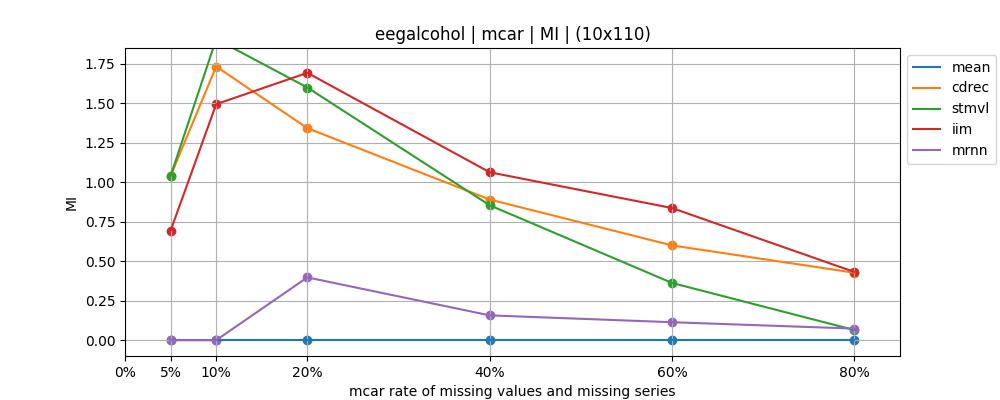 eegalcohol | mcar | MI | (10x110)
MI
1.75
1.50
1.25
1.00
0.75
0.50
0.25
0.00
0% 5% 10% 20% 40% 60% 80%
mcar rate of missing values and missing series
mean
cdrec
stmvl
iim
mrnn